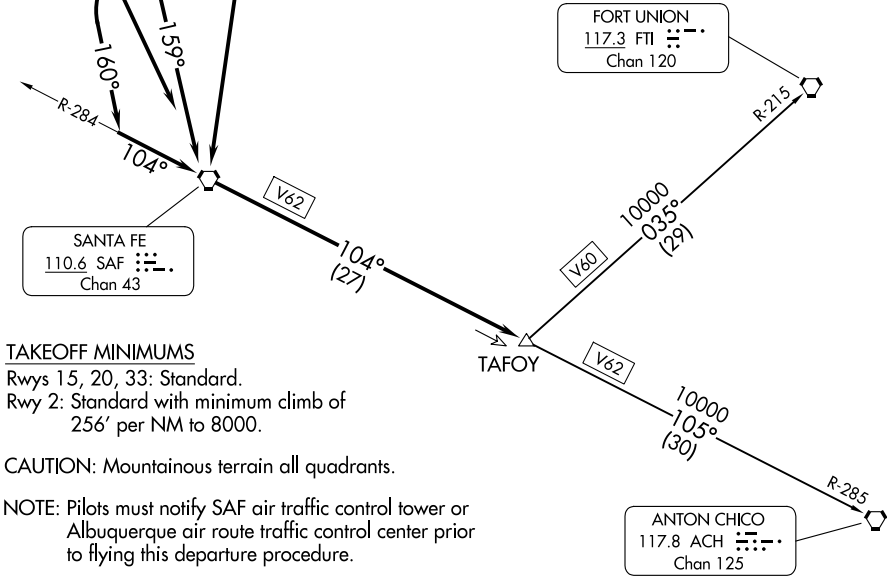 FORT UNION
117.3 FTI
Chan 120
160°
159°
R-284
104°
R-215
V62
10000
035°
(29)
SANTA FE
110.6 SAF
Chan 43
104°
(27)
V60
TAFOY
TAKEOFF MINIMUMS
Rwys 15, 20, 33: Standard.
Rwy 2: Standard with minimum climb of
256' per NM to 8000.
V62
10000
105°
(30)
CAUTION: Mountainous terrain all quadrants.
R-285
NOTE: Pilots must notify SAF air traffic control tower or
Albuquerque air route traffic control center prior
to flying this departure procedure.
ANTON CHICO
117.8 ACH
Chan 125